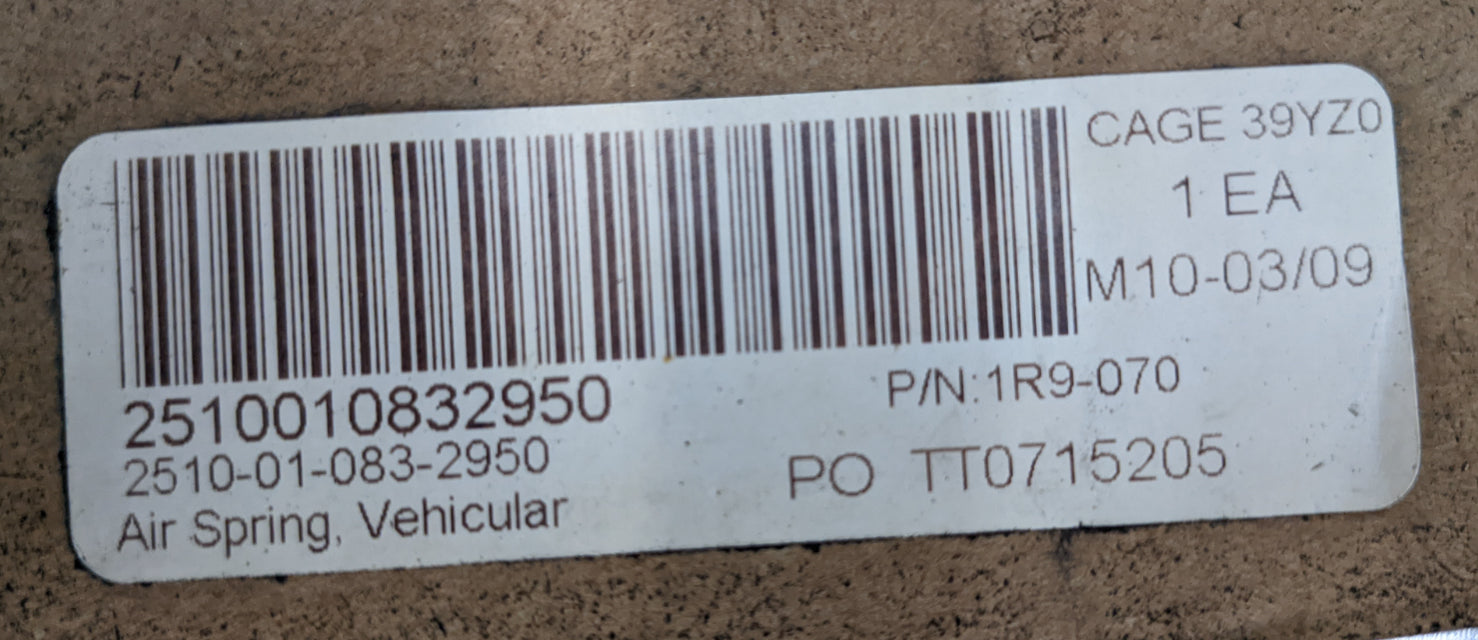 CAGE 39YZ0
1 EA
M10-03/09
2510010832950
P/N:1R9-070
2510-01-083-2950
PO TT0715205
Air Spring, Vehicular